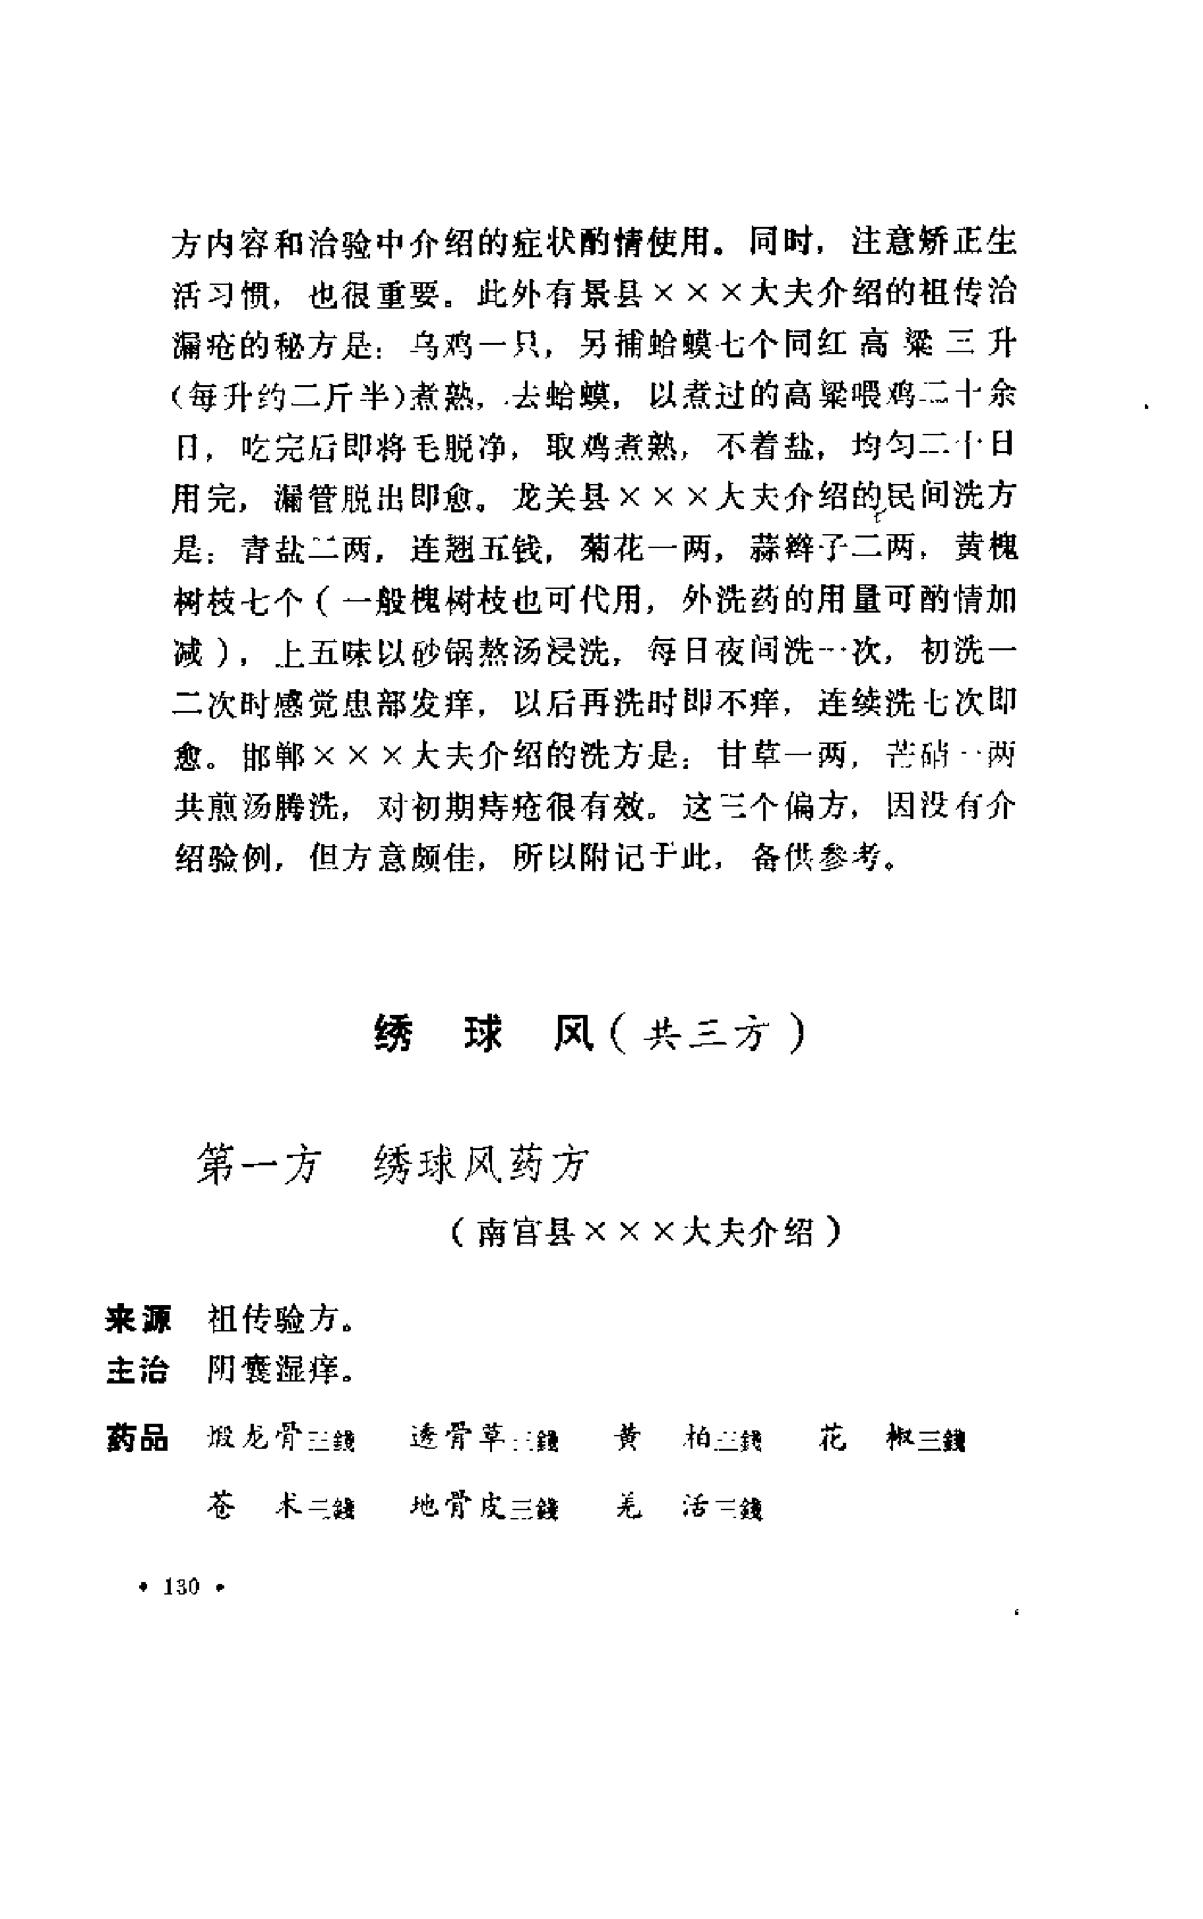 方内容和治验中介绍的症状酌情使用。同时，注意矫正生
活习惯，也很重要。此外有景县×××大夫介绍的祖传治
漏疮的秘方是：乌鸡一只，另捕蛤蟆七个同红高粱三升
(每升约二斤半)煮熟，去蛤蟆，以煮过的高粱喂鸡二十余
日，吃完后即将毛脱净，取鸡煮熟，不着盐，均匀二十日
用完，漏管脱出即愈。龙关县×××大夫介绍的民间洗方
是：青盐二两，连翘五钱，菊花一两，蒜辫子二两，黄槐
树枝七个（一般槐树枝也可代用，外洗药的用量可酌情加
减），上五味以砂锅熬汤浸洗，每日夜间洗一次，初洗一
二次时感觉患部发痒，以后再洗时即不痒，连续洗七次即
愈。邯郸×××大夫介绍的洗方是：甘草一两，芒硝一两
共煎汤腾洗，对初期痔疮很有效。这三个偏方，因没有介
绍验例，但方意颇佳，所以附记于此，备供参考。
绣 球 风（共三方）
第一方 绣球风药方
（南宫县×××大夫介绍）
来源 祖传验方。
主治 阴囊湿痒。
药品 煅龙骨三錢 透骨草三錢 黄 柏三錢 花 椒三錢
苍 术三錢 地骨皮三錢 羌 活三錢
• 130 •